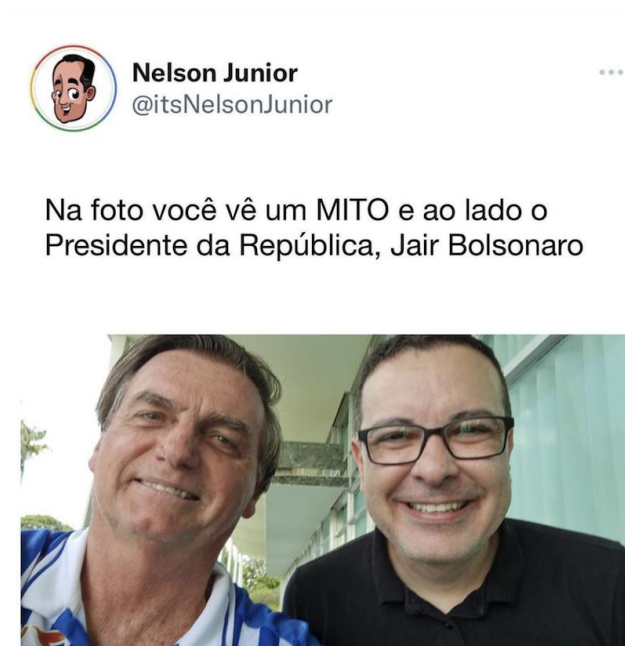 Nelson Junior
@itsNelsonJunior
Na foto você vê um MITO e ao lado o
Presidente da República, Jair Bolsonaro